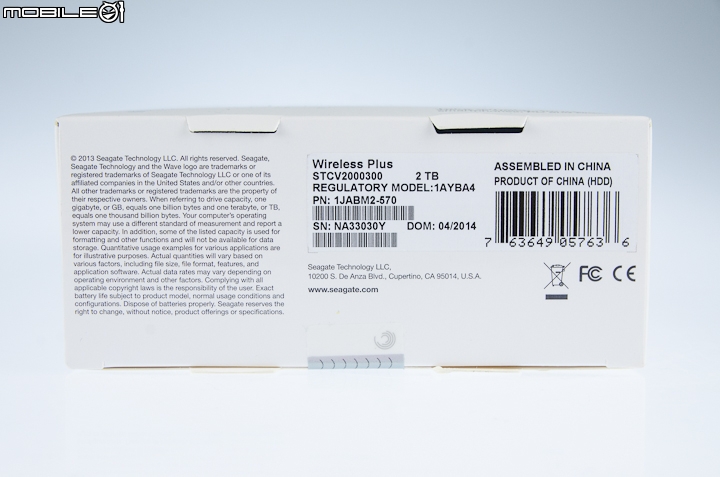 MOBILE01
© 2013 Seagate Technology LLC. All rights reserved. Seagate,
Seagate Technology and the Wave logo are trademarks or
registered trademarks of Seagate Technology LLC or one of its
affiliated companies in the United States and/or other countries.
All other trademarks or registered trademarks are the property of
their respective owners. When referring to drive capacity, one
gigabyte, or GB, equals one billion bytes and one terabyte, or TB,
equals one thousand billion bytes. Your computer's operating
system may use a different standard of measurement and report a
lower capacity. In addition, some of the listed capacity is used for
formatting and other functions and will not be available for data
storage. Quantitative usage examples for various applications are
for illustrative purposes. Actual quantities will vary based on
various factors, including file size, file format, features, and
application software. Actual data rates may vary depending on
operating environment and other factors. Complying with all
applicable copyright laws is the responsibility of the user. Exact
battery life subject to product model, normal usage conditions and
configurations. Dispose of batteries properly. Seagate reserves the
right to change, without notice, product offerings or specifications.
Wireless Plus
STCV2000300 2 TB
REGULATORY MODEL:1AYBA4
PN: 1JABM2-570
SN: NA33030Y DOM: 04/2014
ASSEMBLED IN CHINA
PRODUCT OF CHINA (HDD)
7 63649 05763 6
Seagate Technology LLC,
10200 S. De Anza Blvd., Cupertino, CA 95014, U.S.A.
www.seagate.com
FC CE